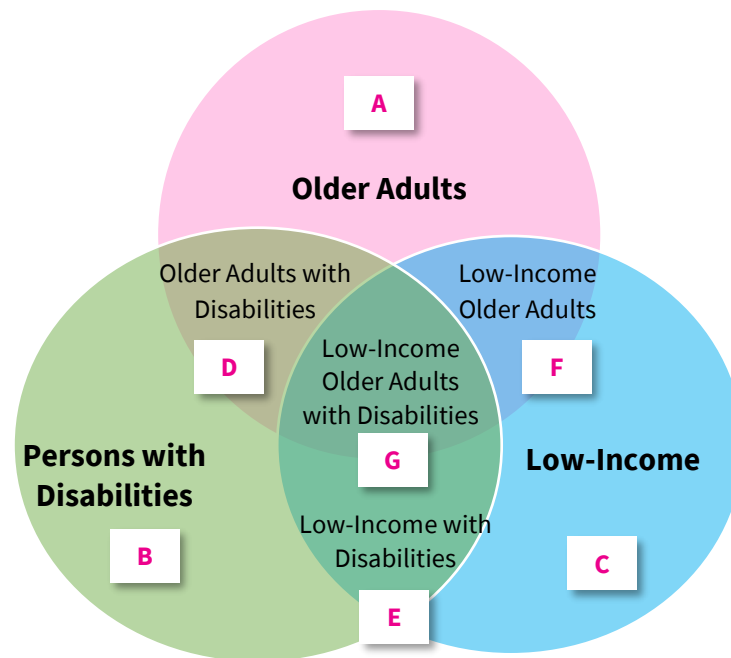 A
Older Adults
Older Adults with
Disabilities
D
Low-Income
Older Adults
F
Low-Income
Older Adults
with Disabilities
G
Persons with
Disabilities
B
Low-Income
C
Low-Income with
Disabilities
E